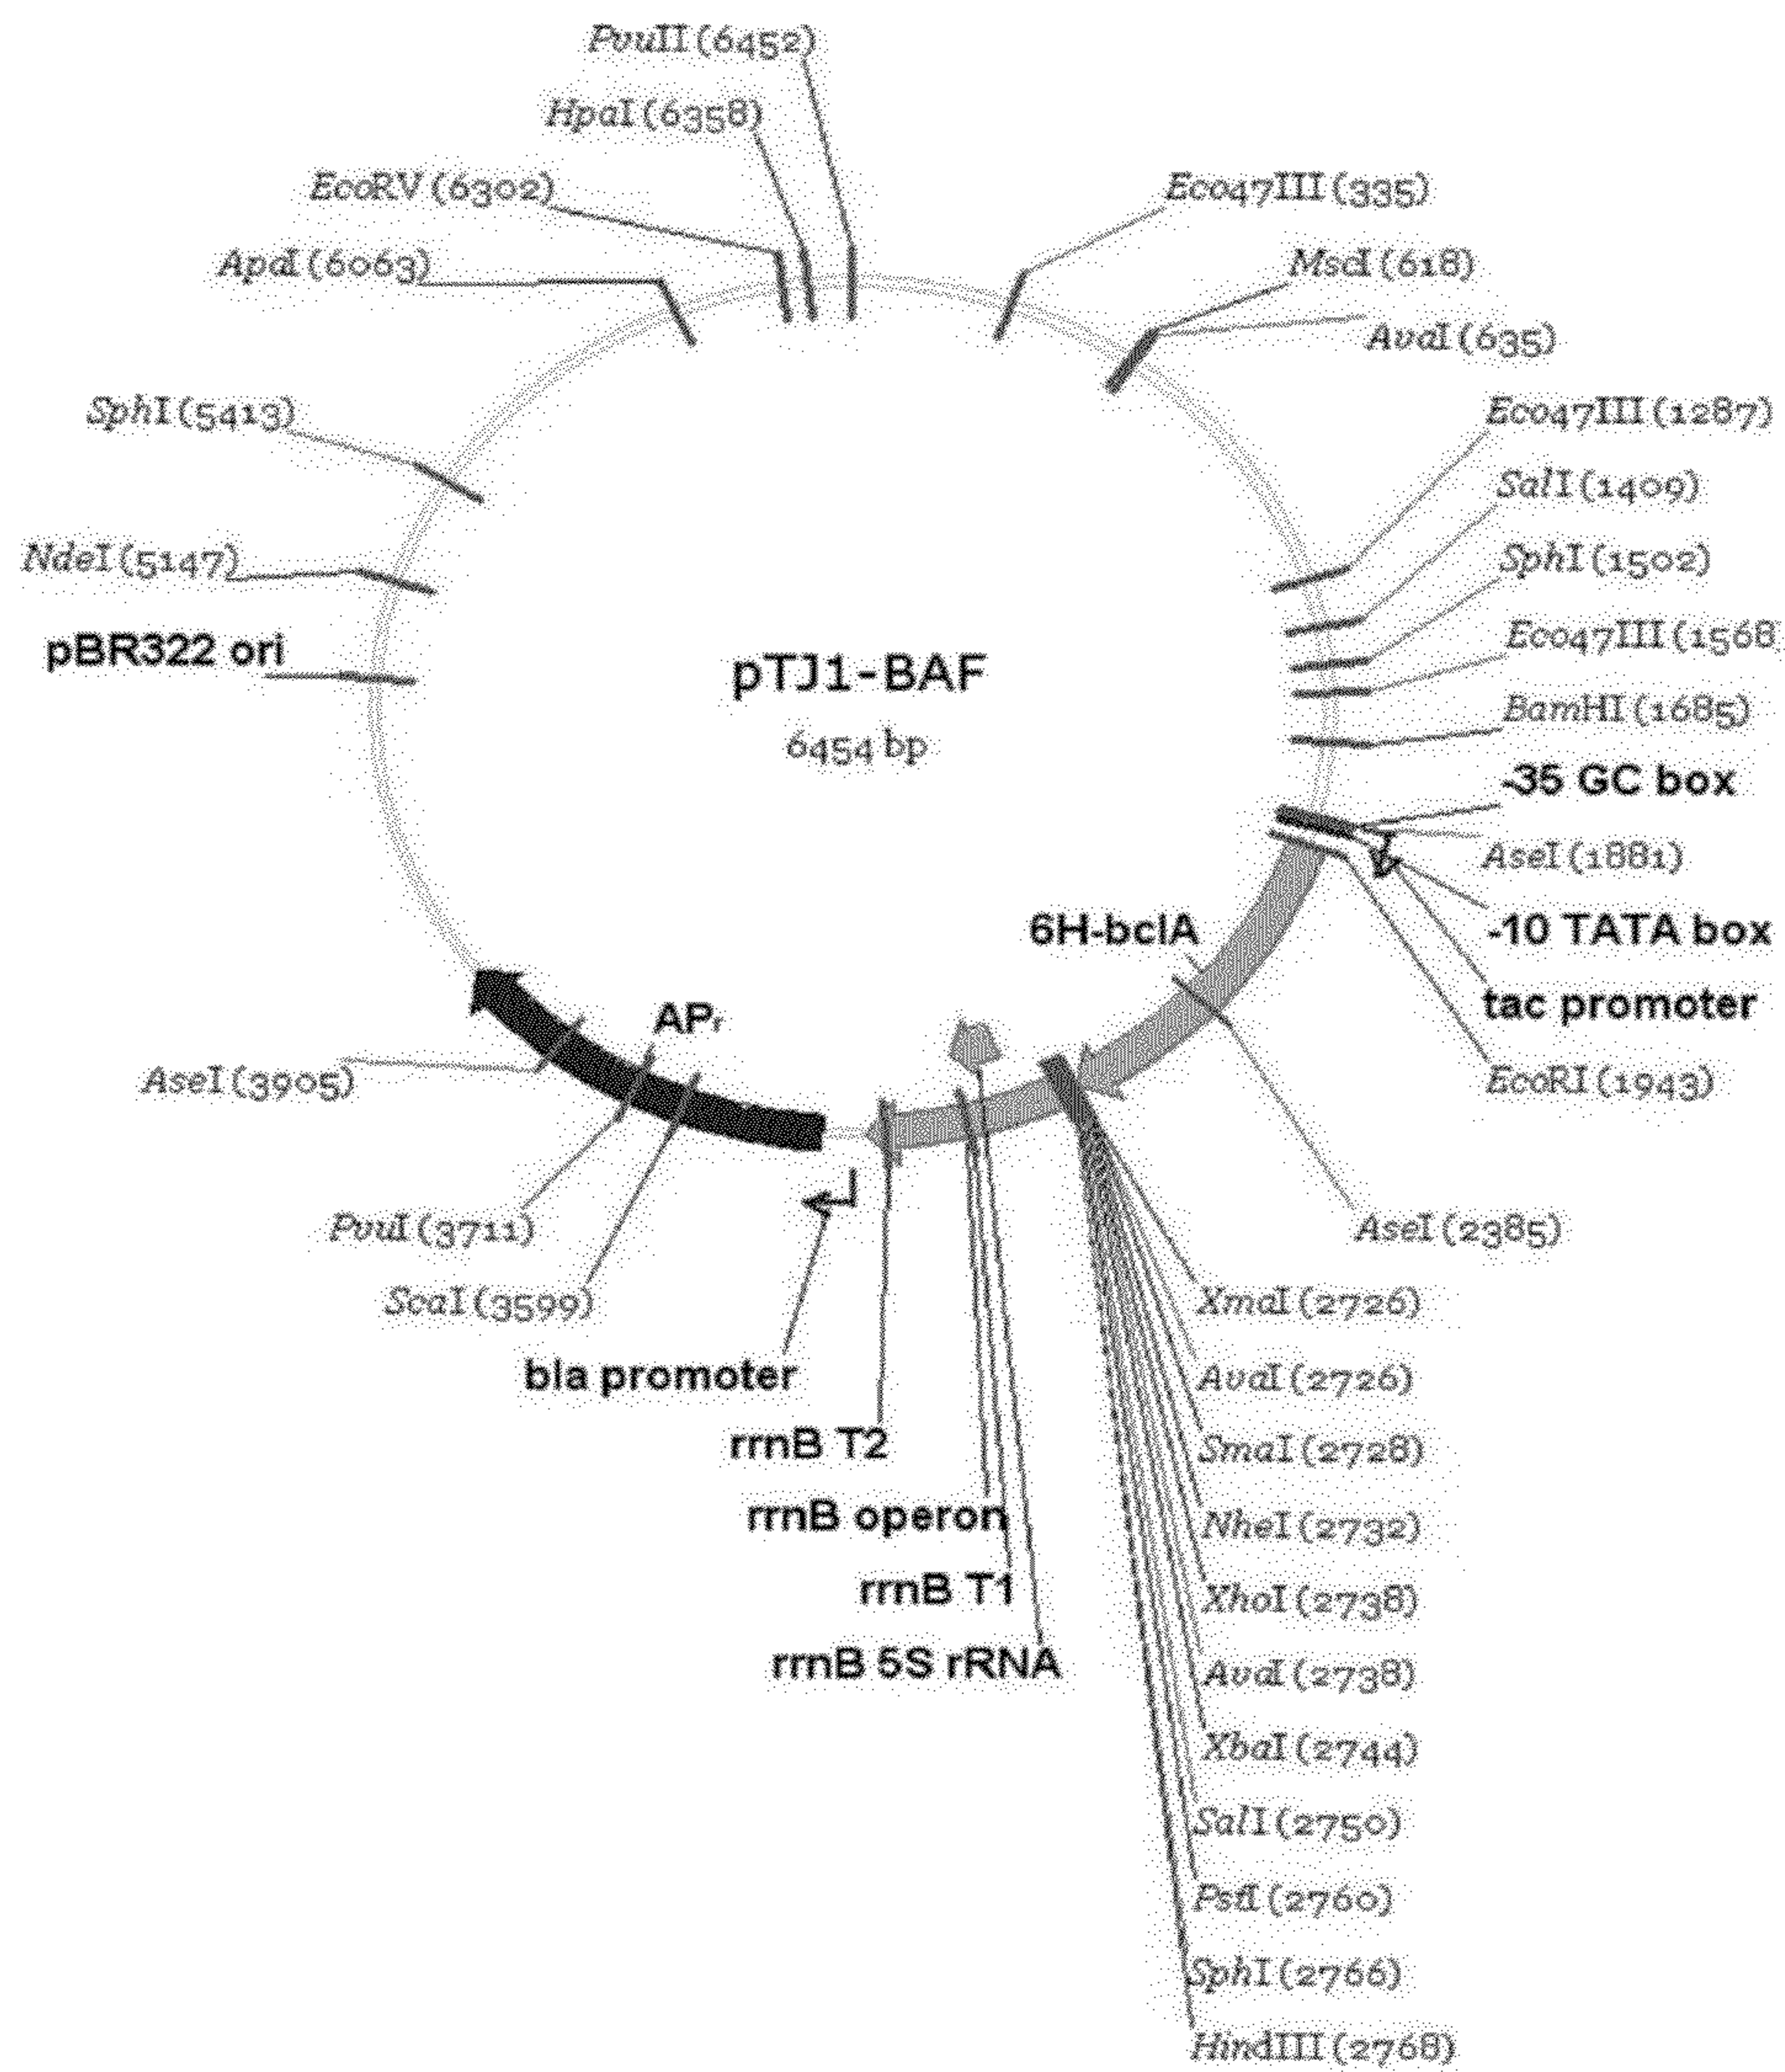 PvuII (6452)
HpaI (6358)
EcoRV (6302)
ApaI (6063)
SphI (5413)
NdeI (5147)
pBR322 ori
Eco47III (335)
MscI (618)
AvaI (635)
Eco47III (1287)
SalI (1409)
SphI (1502)
Eco47III (1568
BamHI (1685)
-35 GC box
AseI (1881)
-10 TATA box
tac promoter
EcoRI (1943)
pTJ1-BAF
6454 bp
6H-bclA
APr
AseI (3905)
PvuI (3711)
ScaI (3599)
bla promoter
rrnB T2
rrnB operon
rrnB T1
rrnB 5S rRNA
AseI (2385)
XmaI (2726)
AvaI (2726)
SmaI (2728)
NheI (2732)
XhoI (2738)
AvaI (2738)
XbaI (2744)
SalI (2750)
PstI (2760)
SphI (2766)
HindIII (2768)